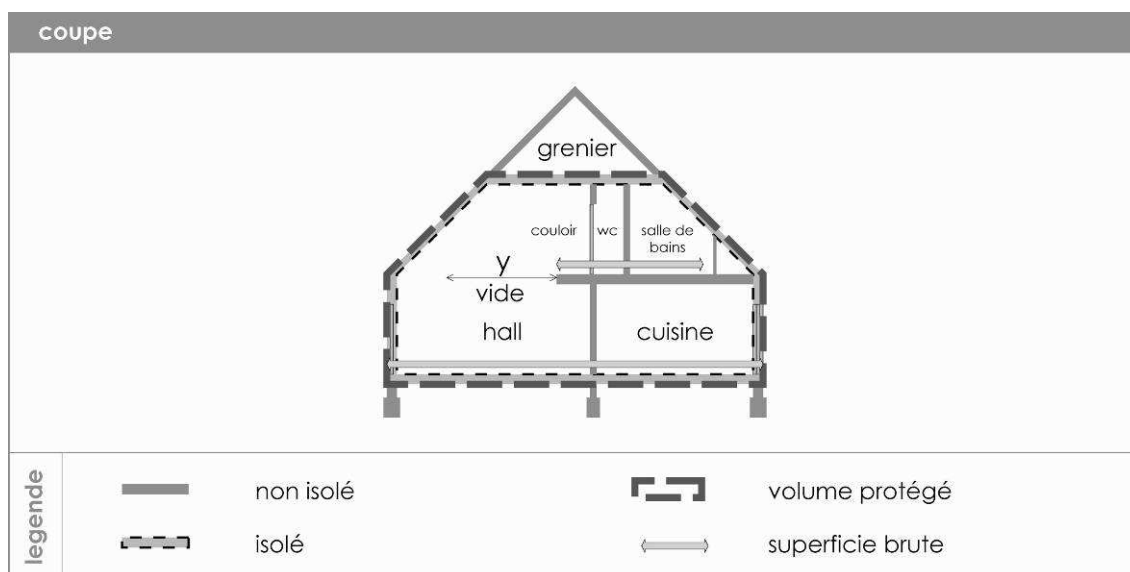 coupe
grenier
couloir wc salle de
bains
y
vide
hall cuisine
legende
non isolé volume protégé
isolé superficie brute